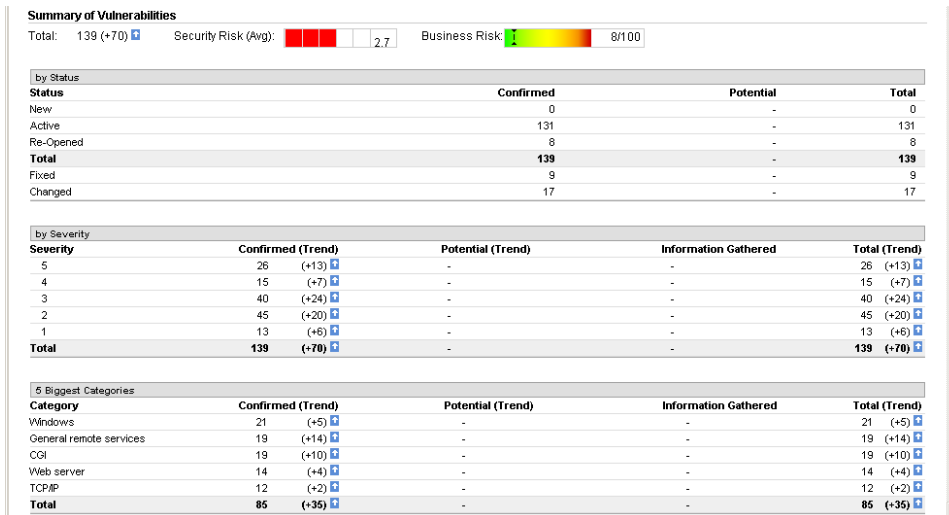 Summary of Vulnerabilities
Total: 139 (+70) Security Risk (Avg): 2.7 Business Risk: 8/100
by Status
Status Confirmed Potential Total
New 0 - 0
Active 131 - 131
Re-Opened 8 - 8
Total 139 - 139
Fixed 9 - 9
Changed 17 - 17
by Severity
Severity Confirmed (Trend) Potential (Trend) Information Gathered Total (Trend)
5 26 (+13) - - 26 (+13)
4 15 (+7) - - 15 (+7)
3 40 (+24) - - 40 (+24)
2 45 (+20) - - 45 (+20)
1 13 (+6) - - 13 (+6)
Total 139 (+70) - - 139 (+70)
5 Biggest Categories
Category Confirmed (Trend) Potential (Trend) Information Gathered Total (Trend)
Windows 21 (+5) - - 21 (+5)
General remote services 19 (+14) - - 19 (+14)
CGI 19 (+10) - - 19 (+10)
Web server 14 (+4) - - 14 (+4)
TCP/IP 12 (+2) - - 12 (+2)
Total 85 (+35) - - 85 (+35)